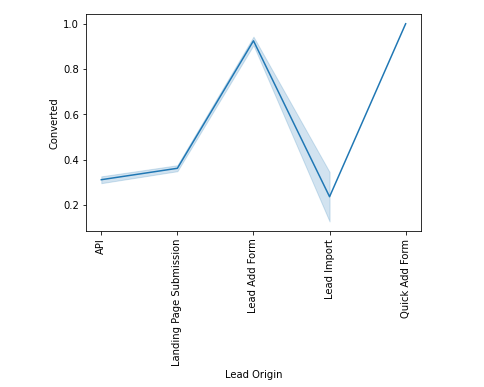 1.0
0.8
0.6
0.4
0.2
Converted
API
Landing Page Submission
Lead Add Form
Lead Import
Quick Add Form
Lead Origin